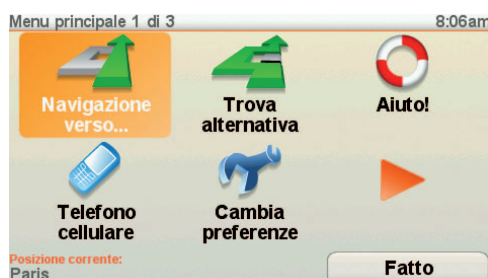 Menu principale 1 di 3
8:06am
Navigazione
verso...
Trova
alternativa
Aiuto!
Telefono
cellulare
Cambia
preferenze
Posizione corrente:
Paris
Fatto